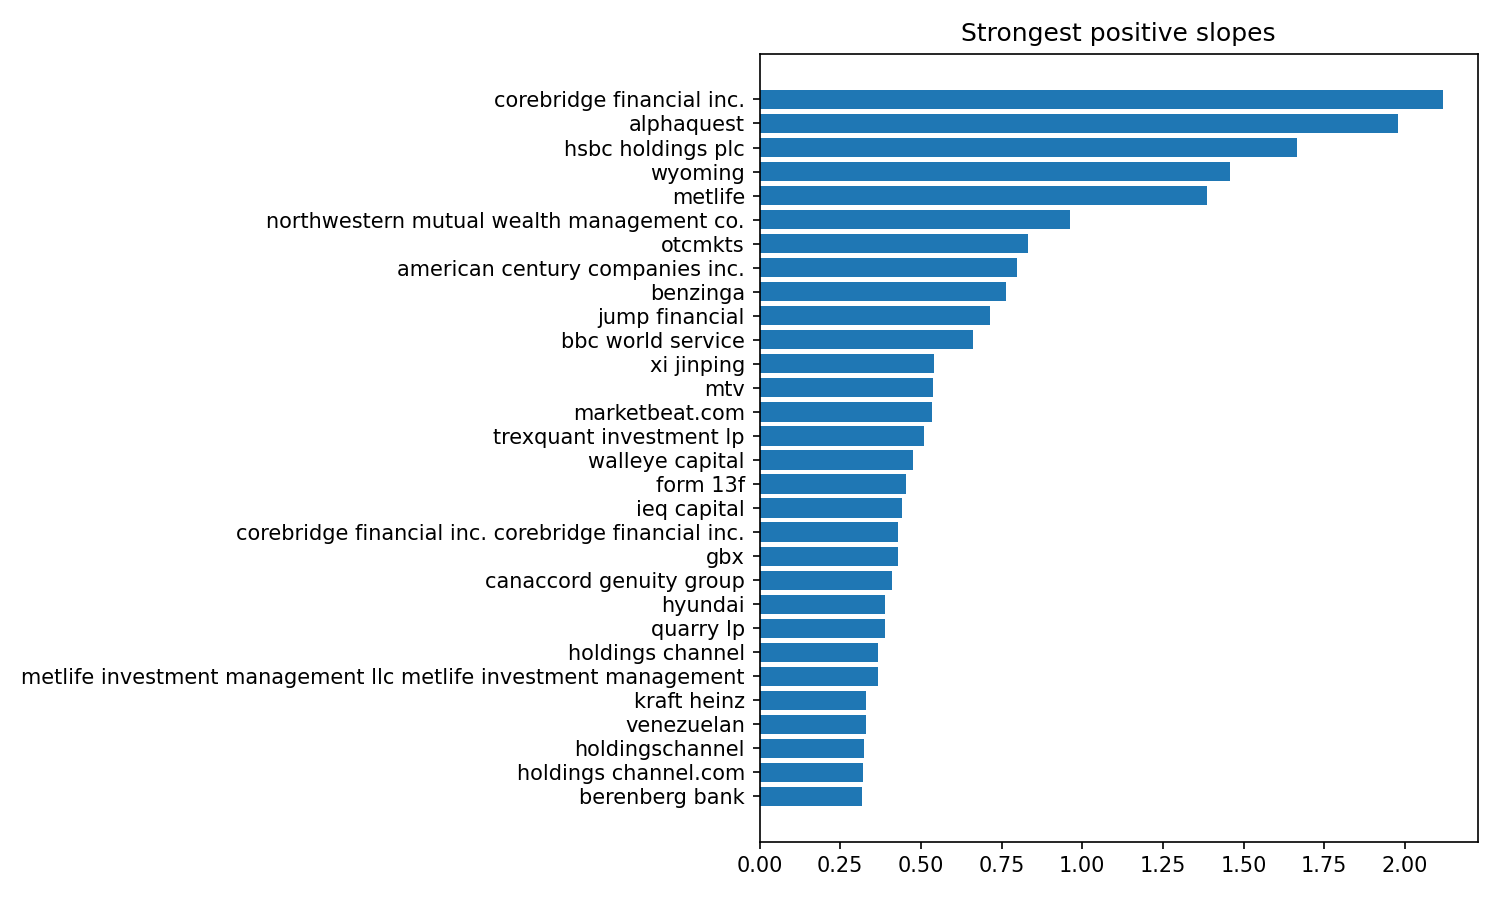 Strongest positive slopes
corebridge financial inc.
alphaquest
hsbc holdings plc
wyoming
metlife
northwestern mutual wealth management co.
otcmkts
american century companies inc.
benzinga
jump financial
bbc world service
xi jinping
mtv
marketbeat.com
trexquant investment lp
walleye capital
form 13f
ieq capital
corebridge financial inc. corebridge financial inc.
gbx
canaccord genuity group
hyundai
quarry lp
holdings channel
metlife investment management llc metlife investment management
kraft heinz
venezuelan
holdingschannel
holdings channel.com
berenberg bank
0.00 0.25 0.50 0.75 1.00 1.25 1.50 1.75 2.00